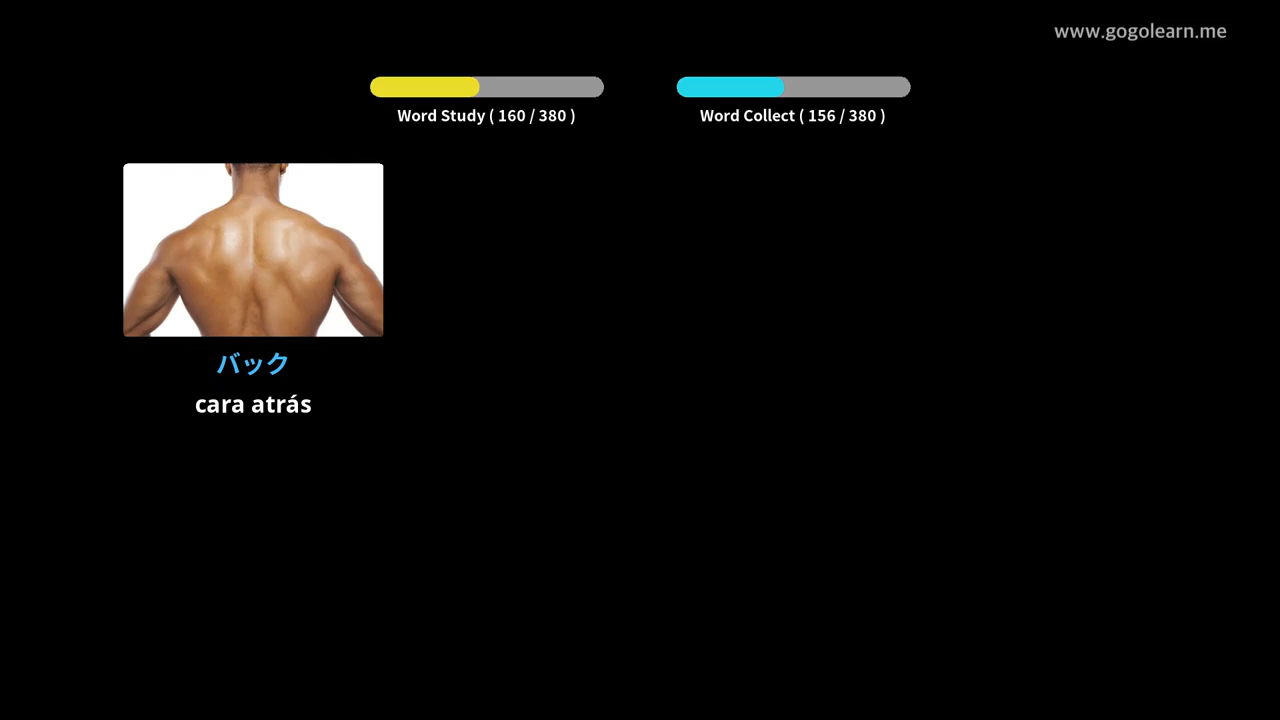 www.gogolearn.me
Word Study ( 160 / 380 )
Word Collect ( 156 / 380 )
バック
cara atrás